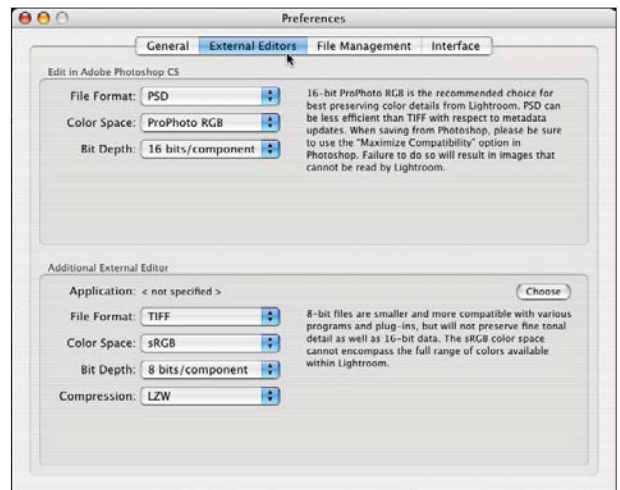 Preferences
General External Editors File Management Interface
Edit in Adobe Photoshop CS
File Format: PSD
Color Space: ProPhoto RGB
Bit Depth: 16 bits/component
16-bit ProPhoto RGB is the recommended choice for
best preserving color details from Lightroom. PSD can
be less efficient than TIFF with respect to metadata
updates. When saving from Photoshop, please be sure
to use the "Maximize Compatibility" option in
Photoshop. Failure to do so will result in images that
cannot be read by Lightroom.
Additional External Editor
Application: < not specified >
Choose
File Format: TIFF
Color Space: sRGB
Bit Depth: 8 bits/component
Compression: LZW
8-bit files are smaller and more compatible with various
programs and plug-ins, but will not preserve fine tonal
detail as well as 16-bit data. The sRGB color space
cannot encompass the full range of colors available
within Lightroom.